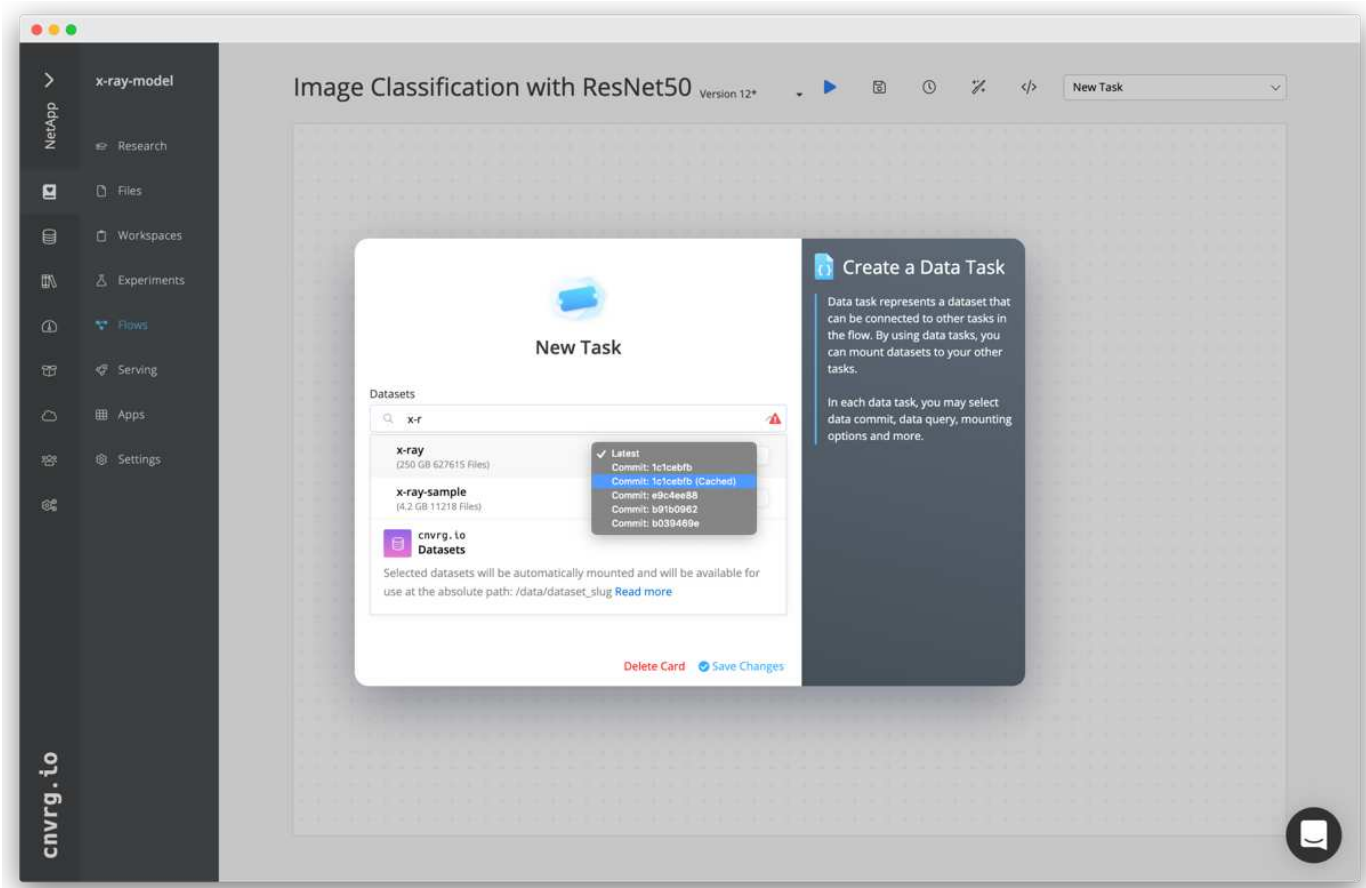 NetApp
cnvrg.io
x-ray-model
Research
Files
Workspaces
Experiments
Flows
Serving
Apps
Settings
Image Classification with ResNet50 Version 12*
</>
New Task
New Task
Datasets
x-r
x-ray
(250 GB 627615 Files)
x-ray-sample
(4.2 GB 11218 Files)
✓ Latest
Commit: 1c1cebfb
Commit: 1c1cebfb (Cached)
Commit: e9c4ee88
Commit: b91b0962
Commit: b039469e
cnvrg.io
Datasets
Selected datasets will be automatically mounted and will be available for
use at the absolute path: /data/dataset_slug Read more
Delete Card
Save Changes
Create a Data Task
Data task represents a dataset that
can be connected to other tasks in
the flow. By using data tasks, you
can mount datasets to your other
tasks.
In each data task, you may select
data commit, data query, mounting
options and more.